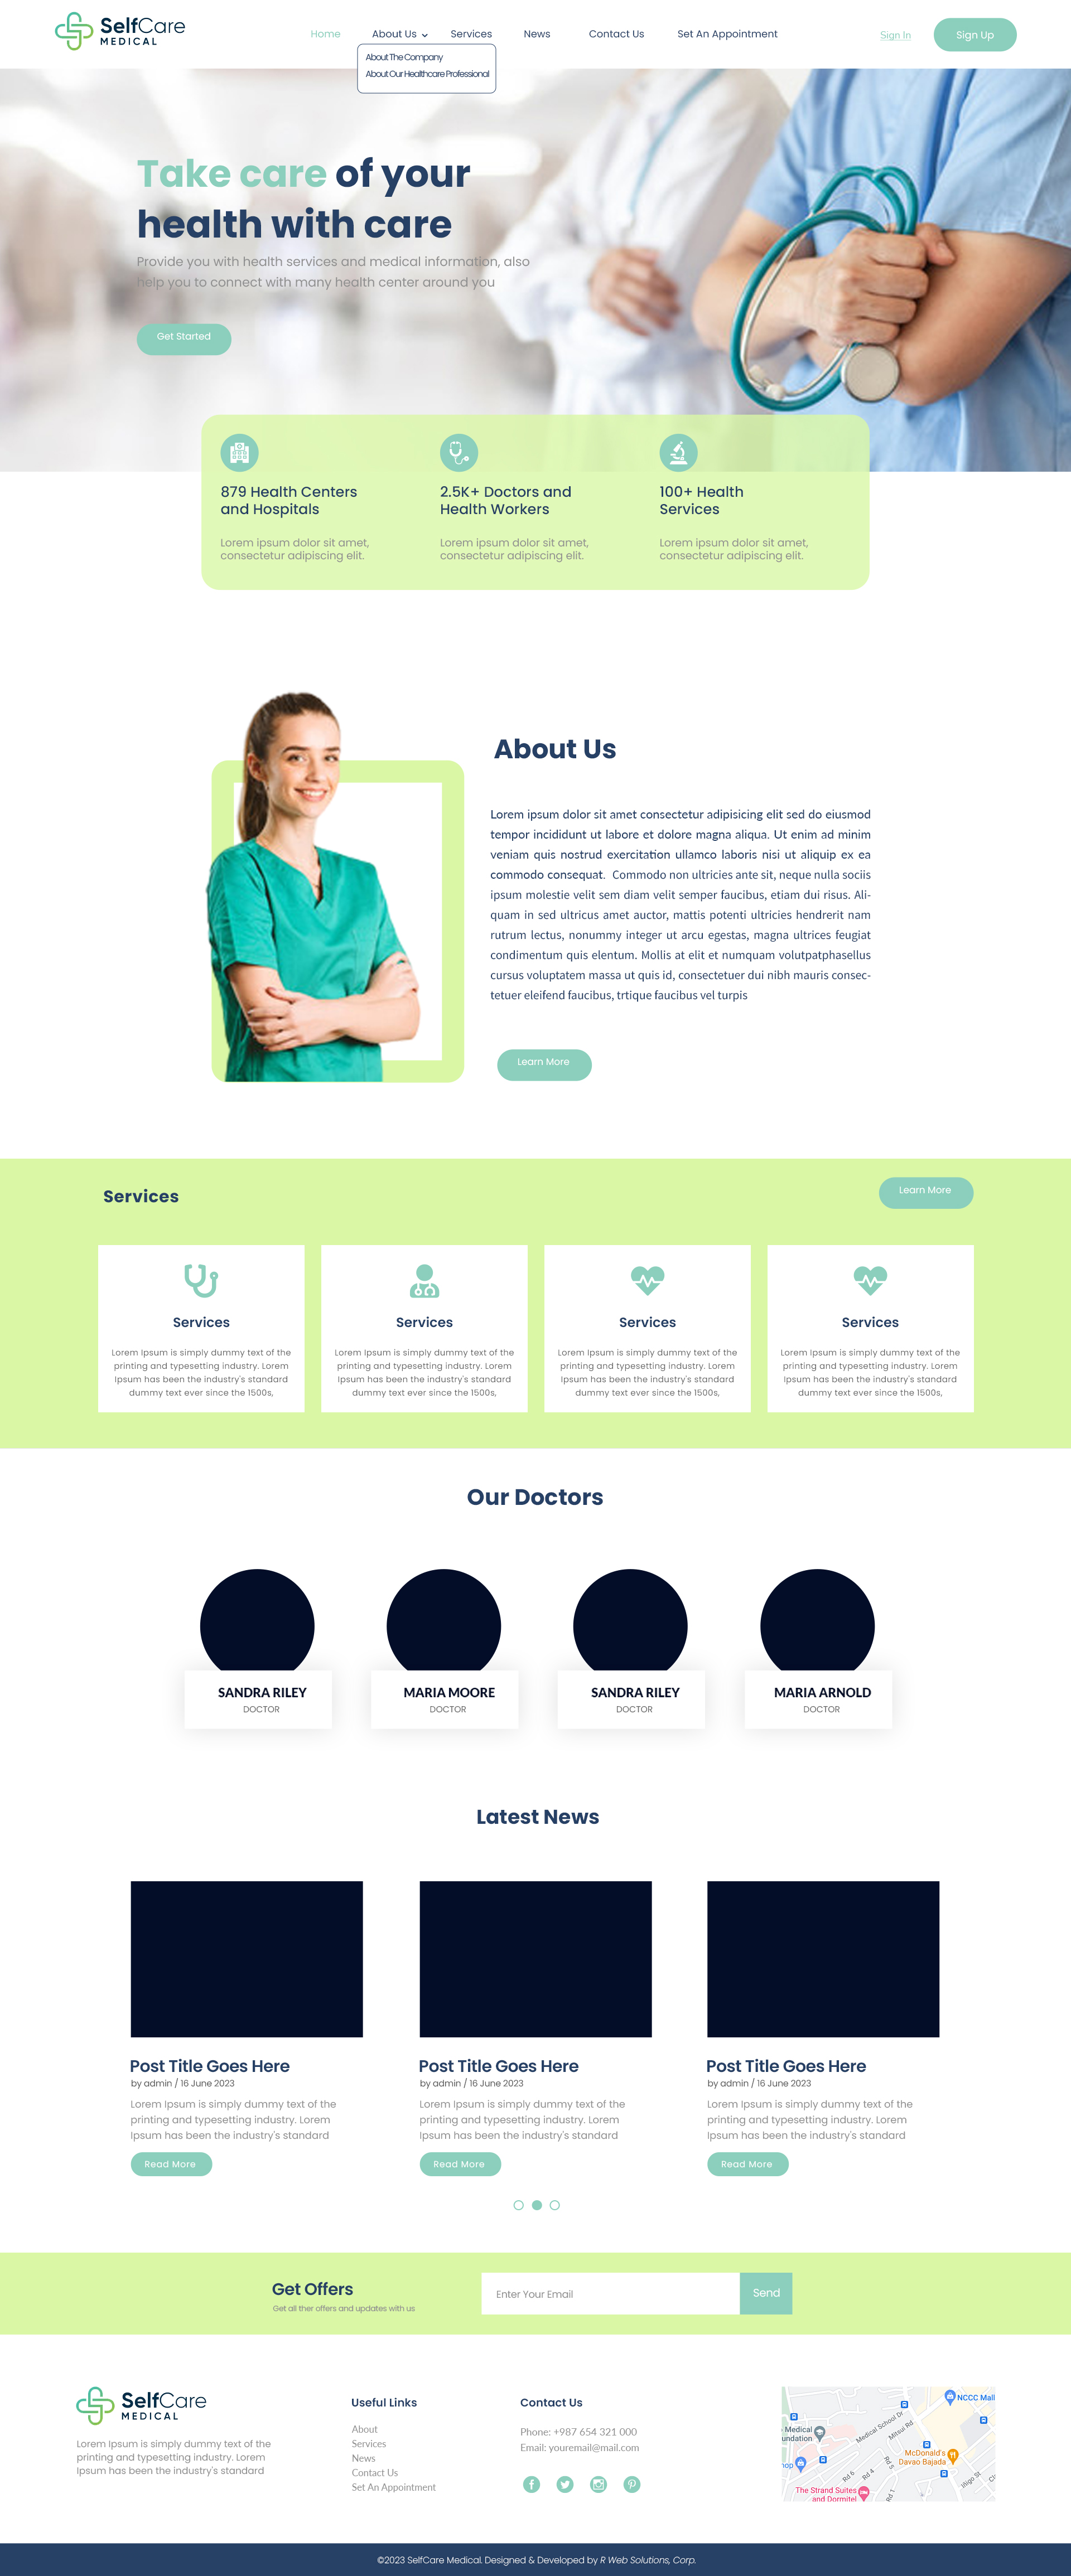 SelfCare
MEDICAL
Home
About Us
Services
News
Contact Us
Set An Appointment
Sign In
Sign Up
About The Company
About Our Healthcare Professional
Take care of your
health with care
Provide you with health services and medical information, also
help you to connect with many health center around you
Get Started
879 Health Centers
and Hospitals
Lorem ipsum dolor sit amet,
consectetur adipiscing elit.
2.5K+ Doctors and
Health Workers
Lorem ipsum dolor sit amet,
consectetur adipiscing elit.
100+ Health
Services
Lorem ipsum dolor sit amet,
consectetur adipiscing elit.
About Us
Lorem ipsum dolor sit amet consectetur adipisicing elit sed do eiusmod
tempor incididunt ut labore et dolore magna aliqua. Ut enim ad minim
veniam quis nostrud exercitation ullamco laboris nisi ut aliquip ex ea
commodo consequat. Commodo non ultricies ante sit, neque nulla sociis
ipsum molestie velit sem diam velit semper faucibus, etiam dui risus. Ali-
quam in sed ultricus amet auctor, mattis potenti ultricies hendrerit nam
rutrum lectus, nonummy integer ut arcu egestas, magna ultrices feugiat
condimentum quis elentum. Mollis at elit et numquam volutpatphasellus
cursus voluptatem massa ut quis id, consectetuer dui nibh mauris consec-
tetuer eleifend faucibus, trtique faucibus vel turpis
Learn More
Services
Learn More
Services
Lorem Ipsum is simply dummy text of the
printing and typesetting industry. Lorem
Ipsum has been the industry's standard
dummy text ever since the 1500s,
Services
Lorem Ipsum is simply dummy text of the
printing and typesetting industry. Lorem
Ipsum has been the industry's standard
dummy text ever since the 1500s,
Services
Lorem Ipsum is simply dummy text of the
printing and typesetting industry. Lorem
Ipsum has been the industry's standard
dummy text ever since the 1500s,
Services
Lorem Ipsum is simply dummy text of the
printing and typesetting industry. Lorem
Ipsum has been the industry's standard
dummy text ever since the 1500s,
Our Doctors
SANDRA RILEY
DOCTOR
MARIA MOORE
DOCTOR
SANDRA RILEY
DOCTOR
MARIA ARNOLD
DOCTOR
Latest News
Post Title Goes Here
by admin / 16 June 2023
Lorem Ipsum is simply dummy text of the
printing and typesetting industry. Lorem
Ipsum has been the industry's standard
Read More
Post Title Goes Here
by admin / 16 June 2023
Lorem Ipsum is simply dummy text of the
printing and typesetting industry. Lorem
Ipsum has been the industry's standard
Read More
Post Title Goes Here
by admin / 16 June 2023
Lorem Ipsum is simply dummy text of the
printing and typesetting industry. Lorem
Ipsum has been the industry's standard
Read More
Get Offers
Get all ther offers and updates with us
Enter Your Email
Send
SelfCare
MEDICAL
Lorem Ipsum is simply dummy text of the
printing and typesetting industry. Lorem
Ipsum has been the industry's standard
Useful Links
About
Services
News
Contact Us
Set An Appointment
Contact Us
Phone: +987 654 321 000
Email: youremail@mail.com
NCCC Mall
Medical
undation
Medical School Dr
Mitsui Rd
McDonald's
Davao Bajada
op
Rd 6
Rd 4
Rd 5
Rd 1
Iñigo St
The Strand Suites
and Dormitel
©2023 SelfCare Medical. Designed & Developed by R Web Solutions, Corp.